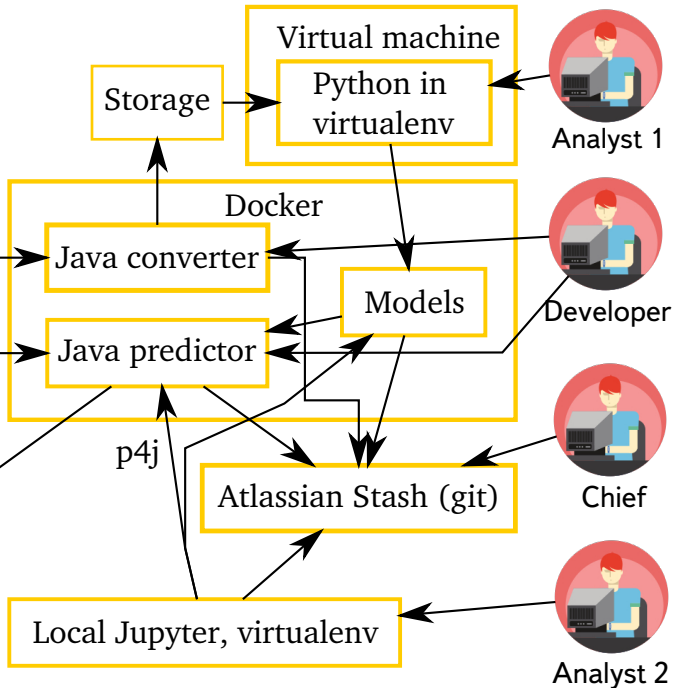 Virtual machine
Python in
virtualenv
Storage
Analyst 1
Docker
Java converter
Models
Developer
Java predictor
p4j
Atlassian Stash (git)
Chief
Local Jupyter, virtualenv
Analyst 2